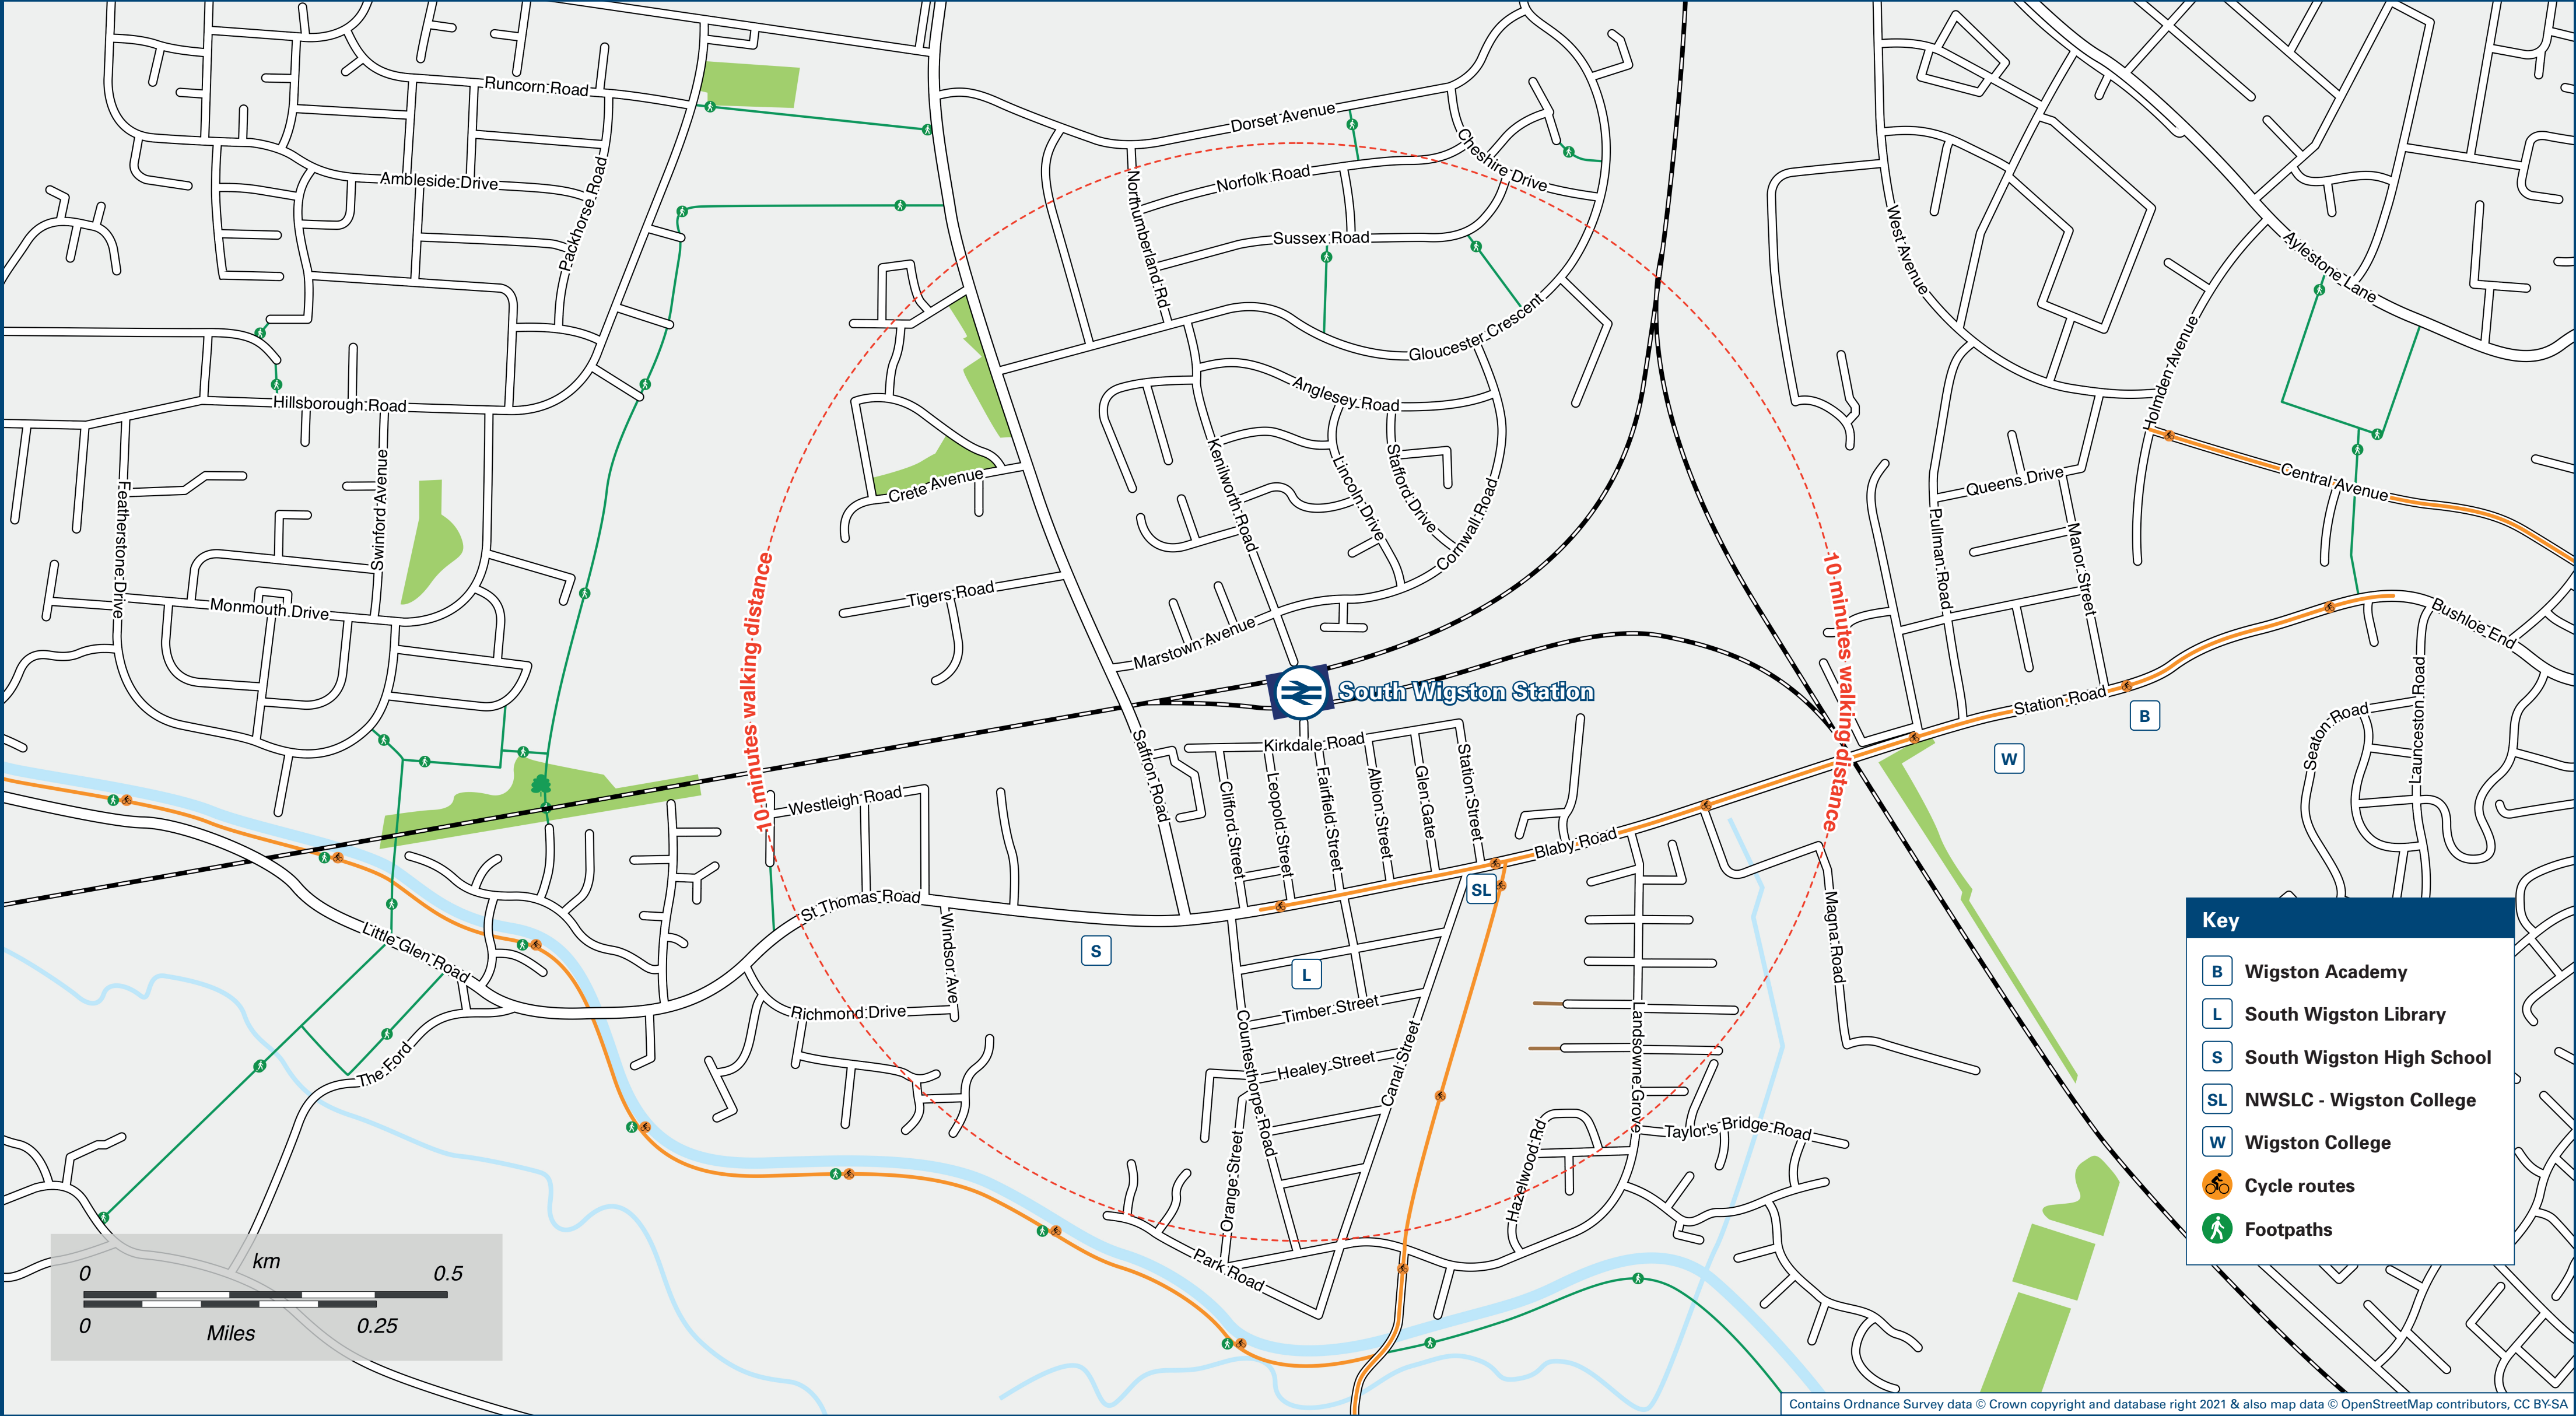 Runcorn Road
Ambleside Drive
Packhorse Road
Hillsborough Road
Featherstone Drive
Swinford Avenue
Monmouth Drive
Dorset Avenue
Cheshire Drive
Norfolk Road
Northumberland Rd
Sussex Road
Gloucester Crescent
Anglesey Road
Kenilworth Road
Lincoln Drive
Stafford Drive
Cornwall Road
Crete Avenue
Tigers Road
Marstown Avenue
West Avenue
Aylestone Lane
Holmden Avenue
Central Avenue
Queens Drive
Pullman Road
Manor Street
Bushloe End
Launceston Road
Seaton Road
Station Road
B
W
10 minutes walking distance
10 minutes walking distance
South Wigston Station
Kirkdale Road
Saffron Road
Clifford Street
Leopold Street
Fairfield Street
Albion Street
Glen Gate
Station Street
Blaby Road
SL
Westleigh Road
St Thomas Road
Windsor Ave
Richmond Drive
S
L
Little Glen Road
The Ford
Timber Street
Healey Street
Countesthorpe Road
Canal Street
Orange Street
Park Road
Landsowne Grove
Magna Road
Taylor's Bridge Road
Hazelwood Rd
Key
B Wigston Academy
L South Wigston Library
S South Wigston High School
SL NWSLC - Wigston College
W Wigston College
Cycle routes
Footpaths
km
0 0.5
0 Miles 0.25
Contains Ordnance Survey data © Crown copyright and database right 2021 & also map data © OpenStreetMap contributors, CC BY-SA